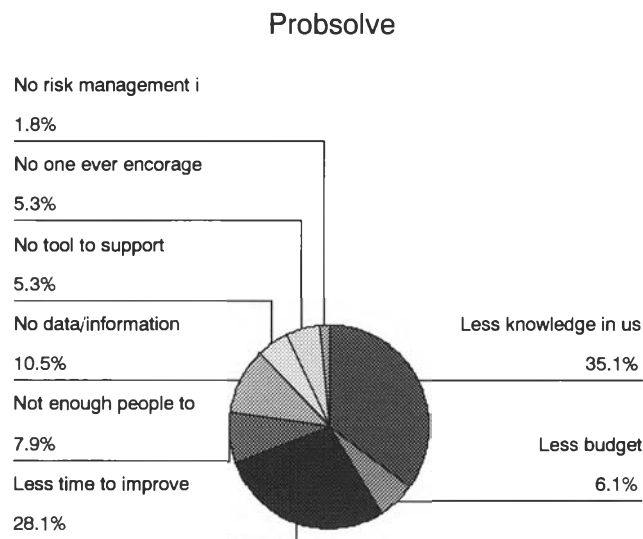 Probsolve
No risk management i
1.8%
No one ever encorage
5.3%
No tool to support
5.3%
No data/information
10.5%
Not enough people to
7.9%
Less time to improve
28.1%
Less knowledge in us
35.1%
Less budget
6.1%